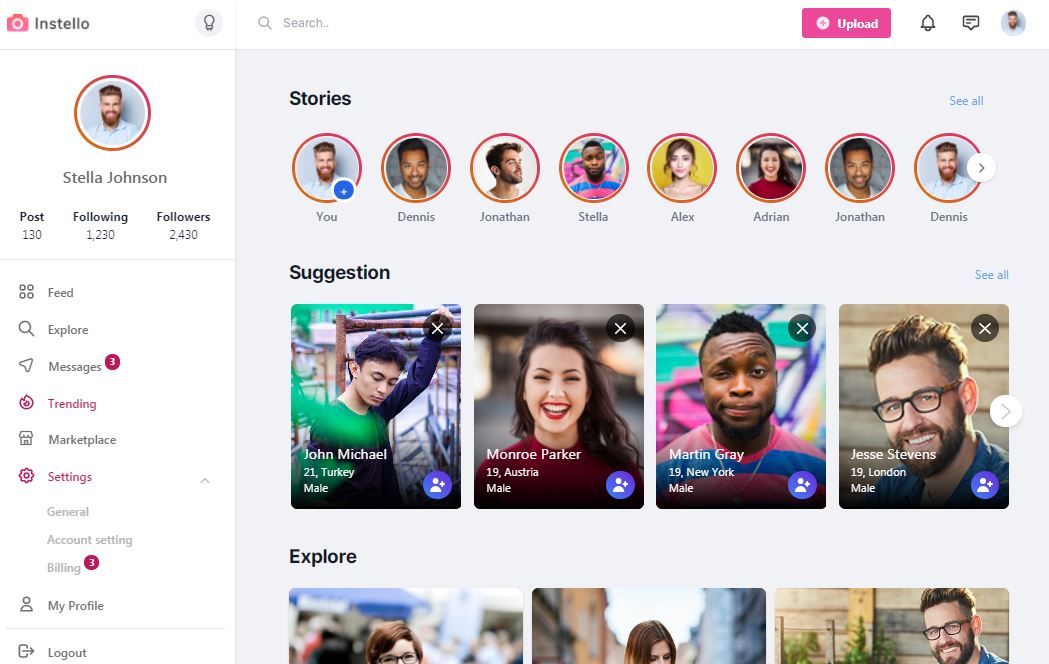 Instello
Search..
Upload
Stella Johnson
Post
Following
Followers
130
1,230
2,430
Feed
Explore
Messages 3
Trending
Marketplace
Settings
General
Account setting
Billing 3
My Profile
Logout
Stories
See all
You
Dennis
Jonathan
Stella
Alex
Adrian
Jonathan
Dennis
Suggestion
See all
John Michael
21, Turkey
Male
Monroe Parker
19, Austria
Male
Martin Gray
19, New York
Male
Jesse Stevens
19, London
Male
Explore